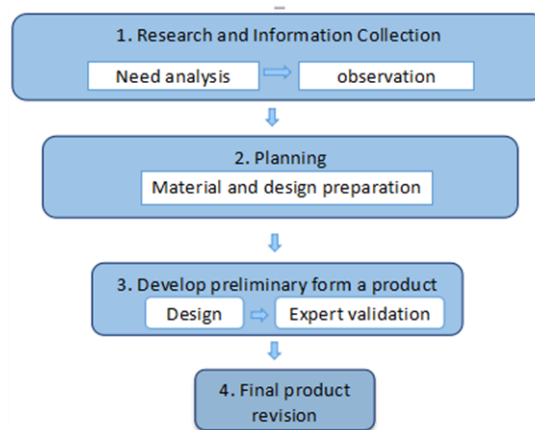 1. Research and Information Collection
Need analysis
observation
2. Planning
Material and design preparation
3. Develop preliminary form a product
Design
Expert validation
4. Final product
revision